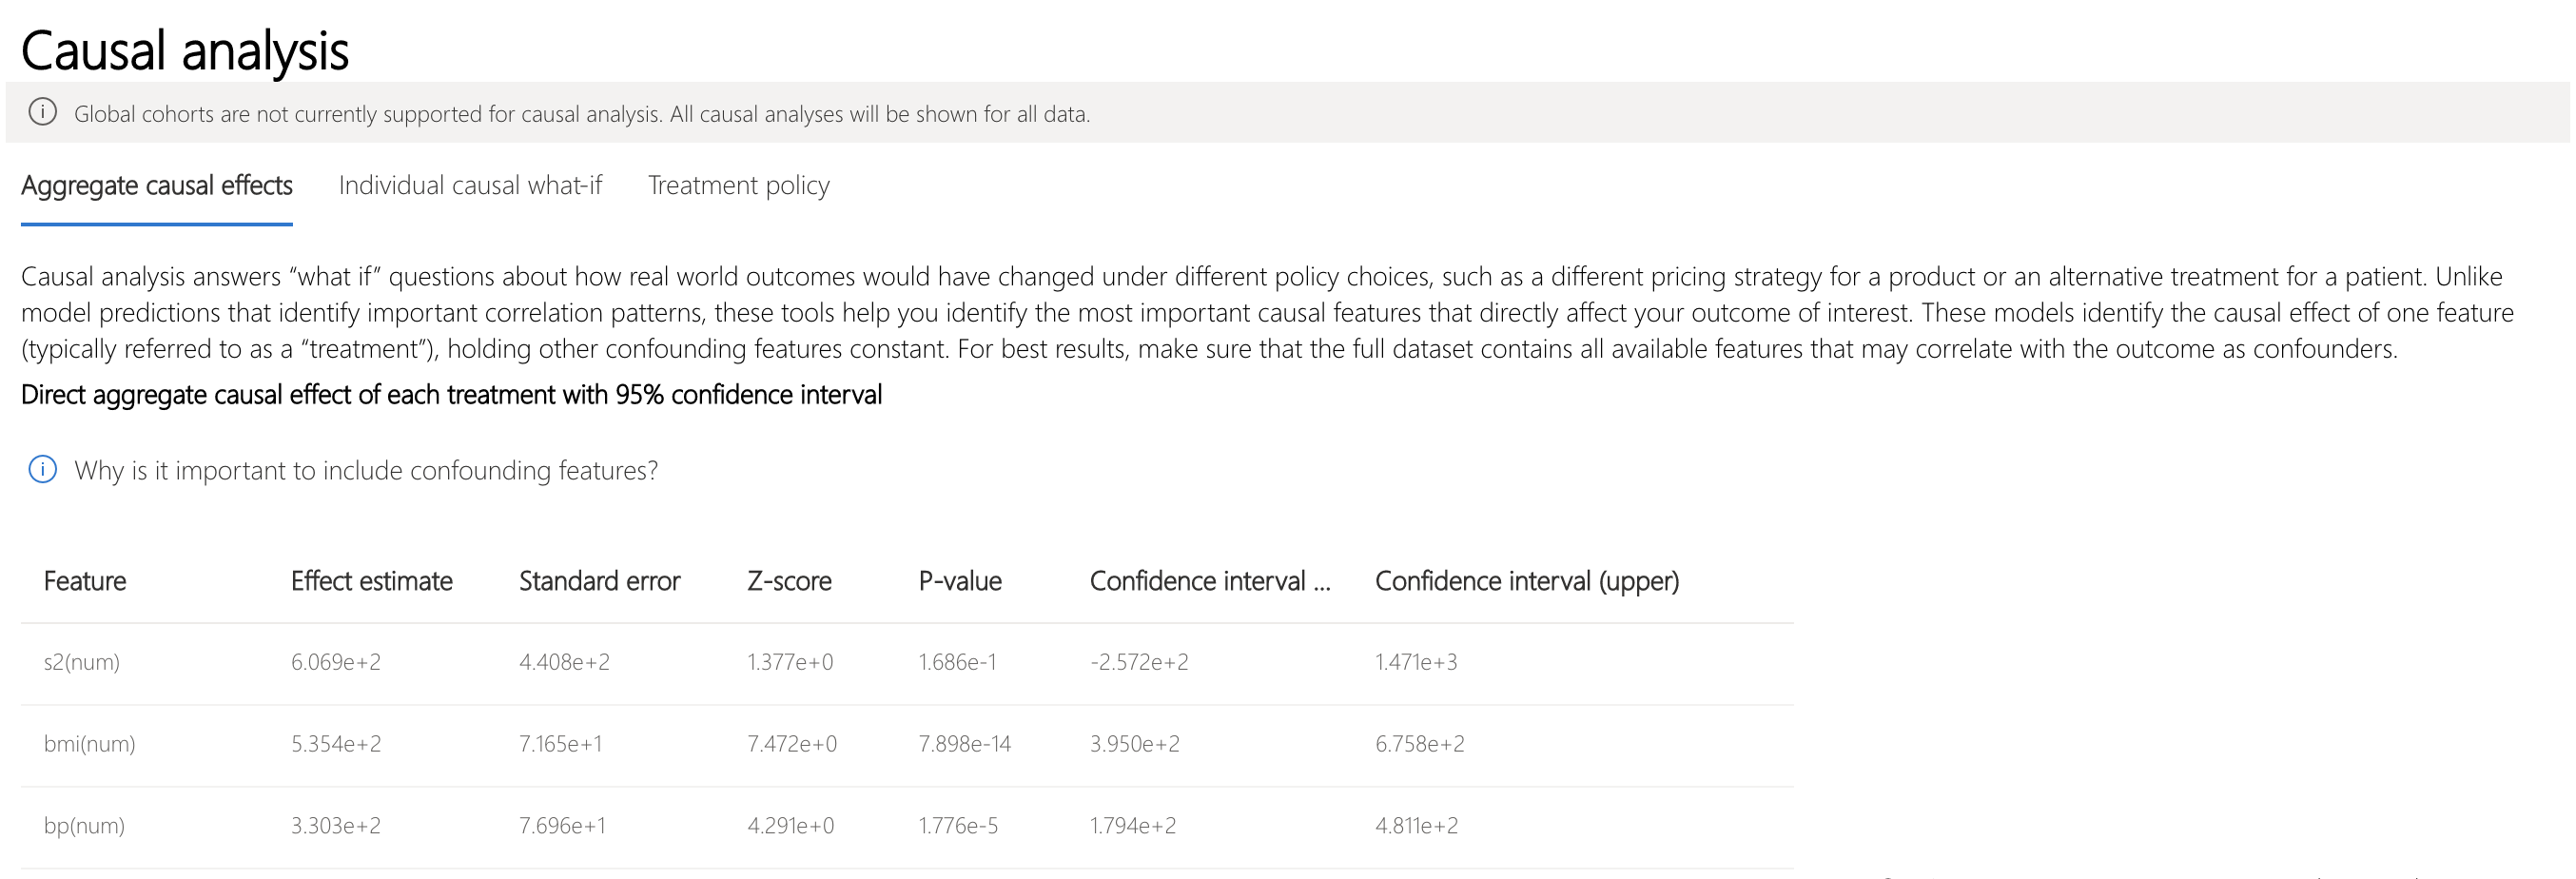 Causal analysis
Global cohorts are not currently supported for causal analysis. All causal analyses will be shown for all data.
Aggregate causal effects Individual causal what-if Treatment policy
Causal analysis answers “what if” questions about how real world outcomes would have changed under different policy choices, such as a different pricing strategy for a product or an alternative treatment for a patient. Unlike
model predictions that identify important correlation patterns, these tools help you identify the most important causal features that directly affect your outcome of interest. These models identify the causal effect of one feature
(typically referred to as a “treatment”), holding other confounding features constant. For best results, make sure that the full dataset contains all available features that may correlate with the outcome as confounders.
Direct aggregate causal effect of each treatment with 95% confidence interval
Why is it important to include confounding features?
Feature Effect estimate Standard error Z-score P-value Confidence interval ... Confidence interval (upper)
s2(num) 6.069e+2 4.408e+2 1.377e+0 1.686e-1 -2.572e+2 1.471e+3
bmi(num) 5.354e+2 7.165e+1 7.472e+0 7.898e-14 3.950e+2 6.758e+2
bp(num) 3.303e+2 7.696e+1 4.291e+0 1.776e-5 1.794e+2 4.811e+2